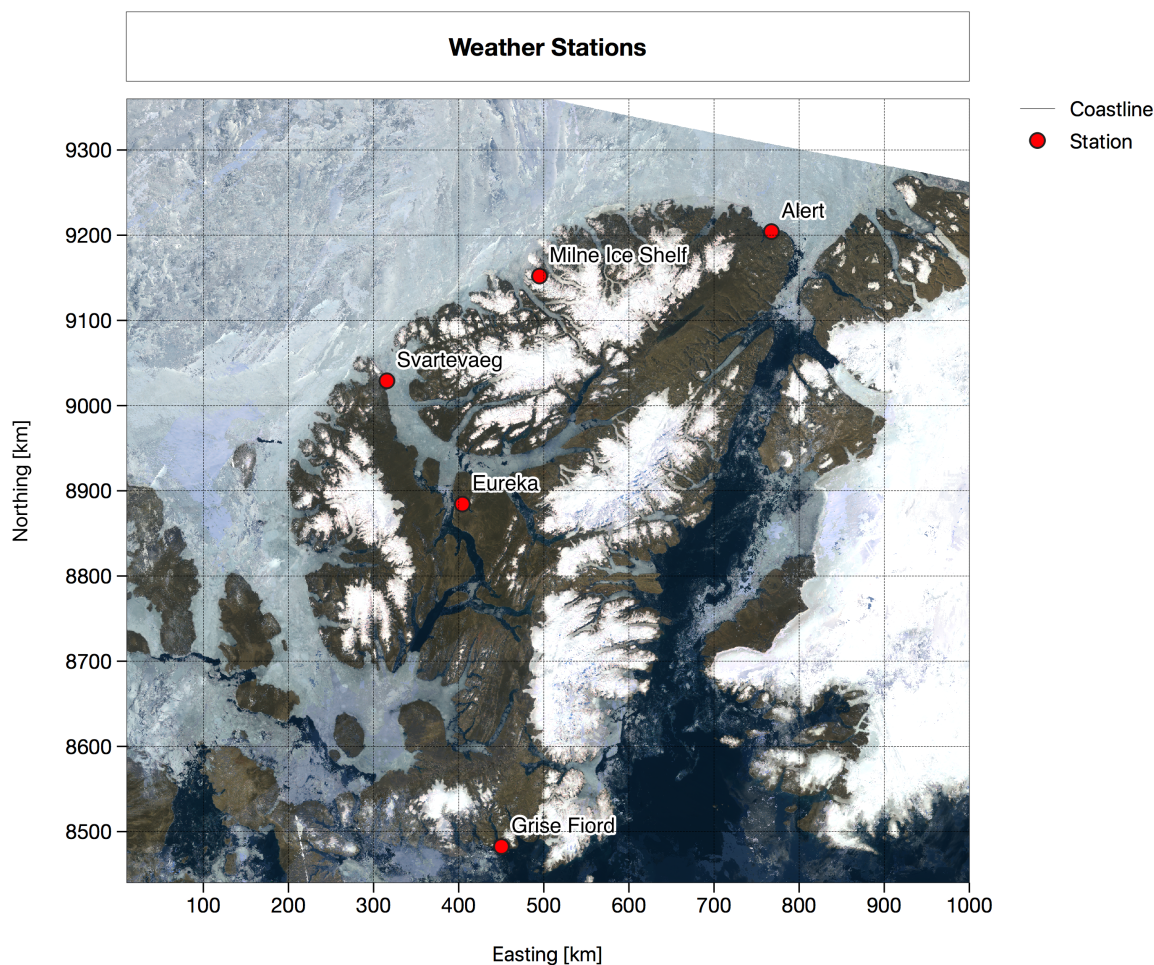 Weather Stations
Coastline
Station
9300
9200
9100
9000
8900
8800
8700
8600
8500
Alert
Milne Ice Shelf
Svartevaeg
Eureka
Grise Fiord
100 200 300 400 500 600 700 800 900 1000
Northing [km]
Easting [km]